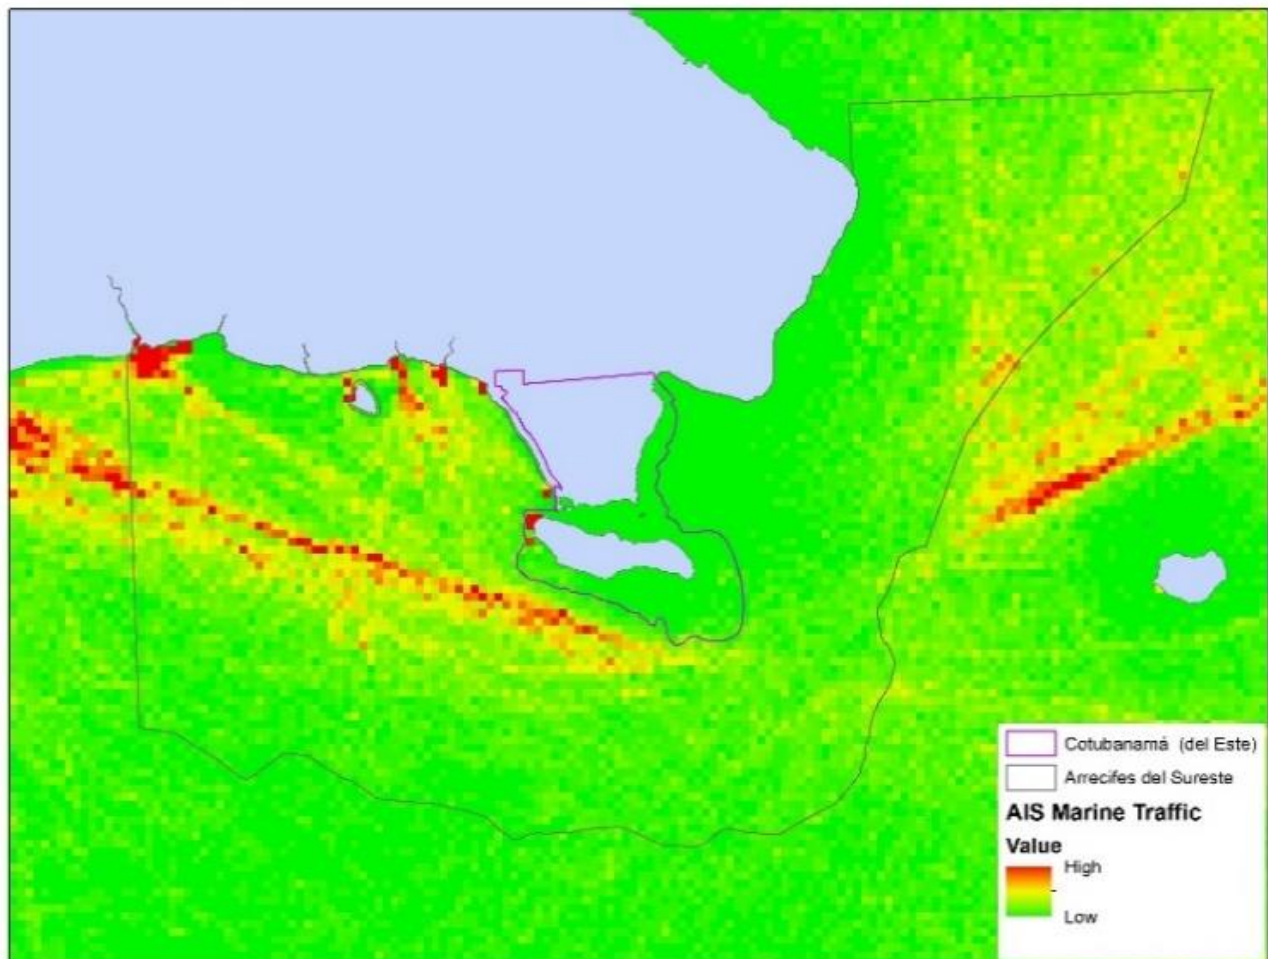 Cotubanamá (del Este)
Arrecifes del Sureste
AIS Marine Traffic
Value
High
Low